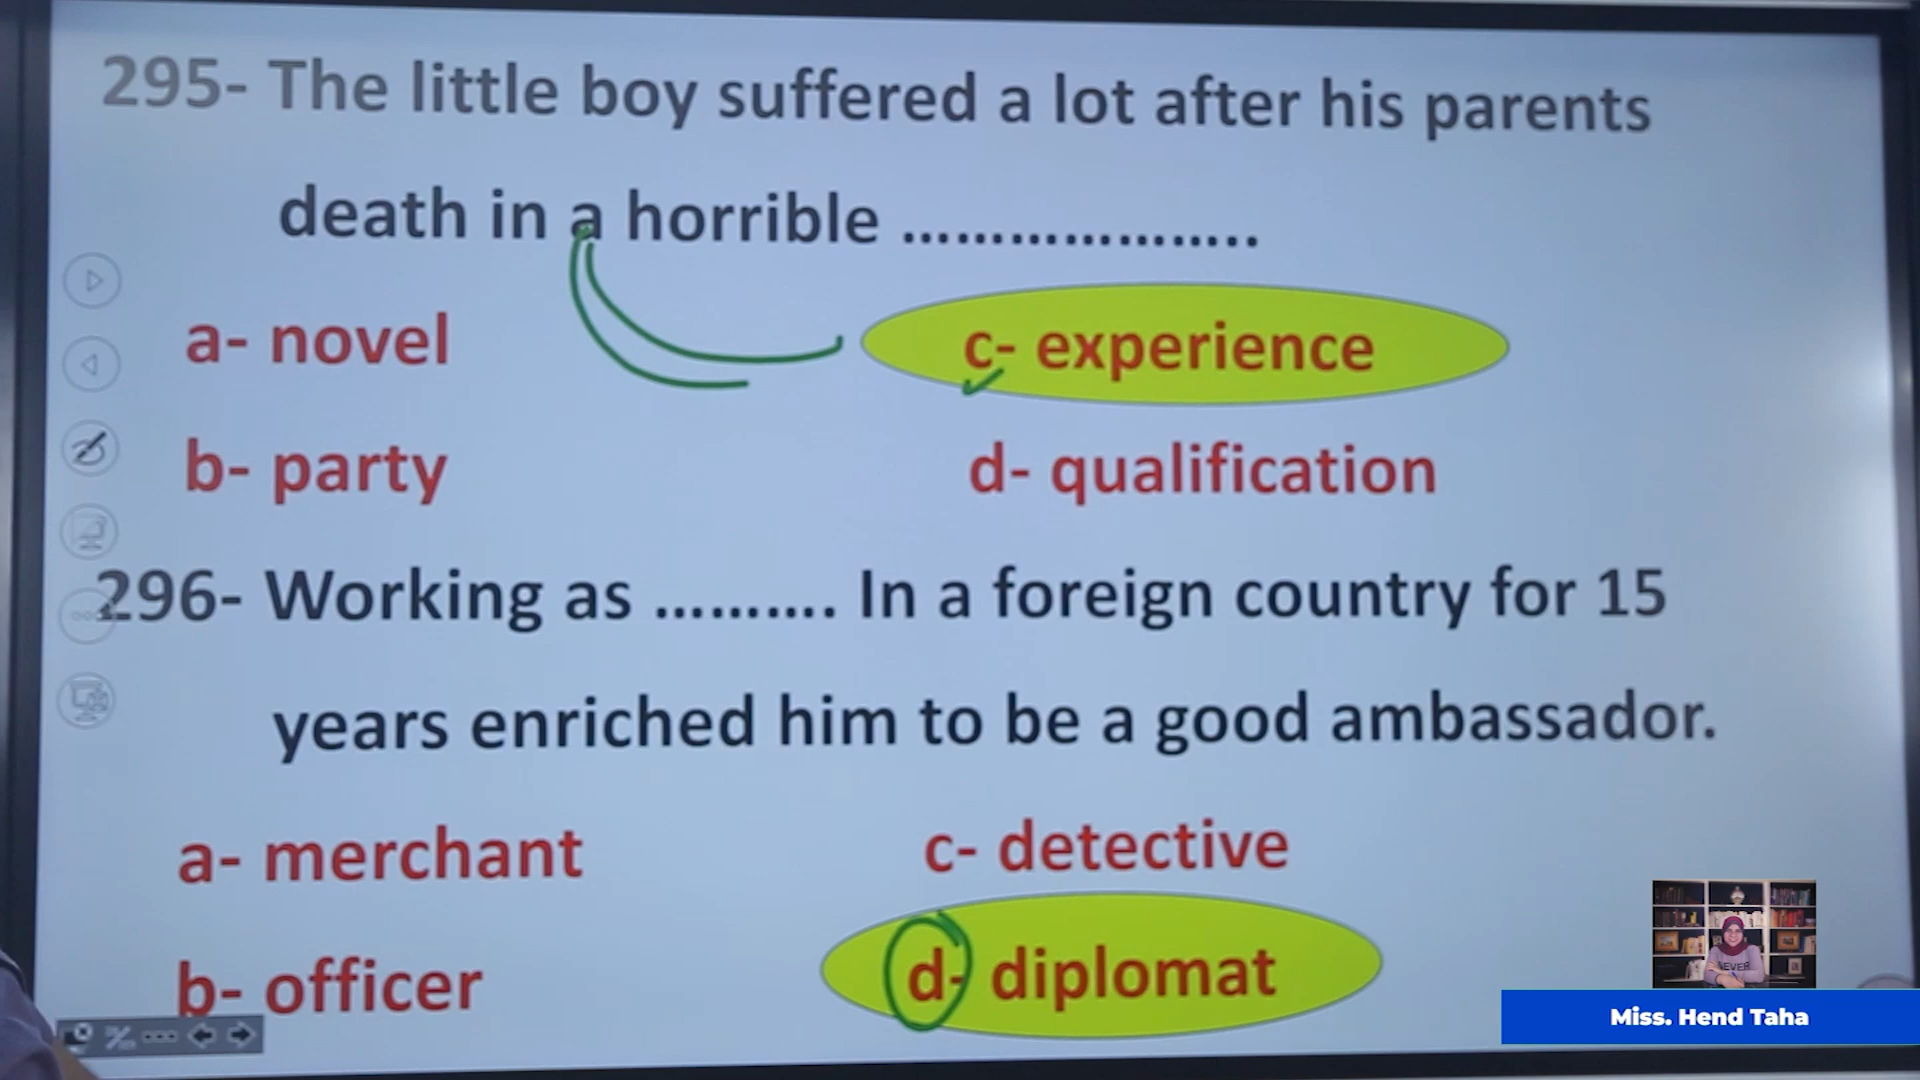 295- The little boy suffered a lot after his parents
death in a horrible ......................
a- novel
c- experience
b- party
d- qualification
296- Working as .......... In a foreign country for 15
years enriched him to be a good ambassador.
a- merchant
c- detective
b- officer
d- diplomat
Miss. Hend Taha